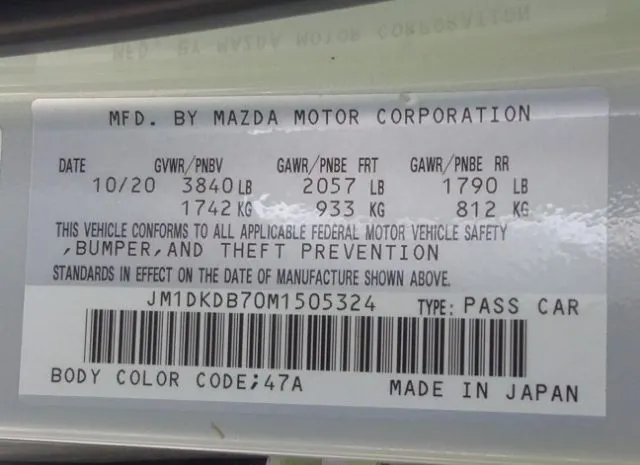 MFD. BY MAZDA MOTOR CORPORATION
DATE GVWR/PNBV GAWR/PNBE FRT GAWR/PNBE RR
10/20 3840 LB 2057 LB 1790 LB
1742 KG 933 KG 812 KG
THIS VEHICLE CONFORMS TO ALL APPLICABLE FEDERAL MOTOR VEHICLE SAFETY
,BUMPER,AND THEFT PREVENTION
STANDARDS IN EFFECT ON THE DATE OF MANUFACTURE SHOWN ABOVE.
JM1DKDB70M1505324 TYPE: PASS CAR
BODY COLOR CODE;47A MADE IN JAPAN